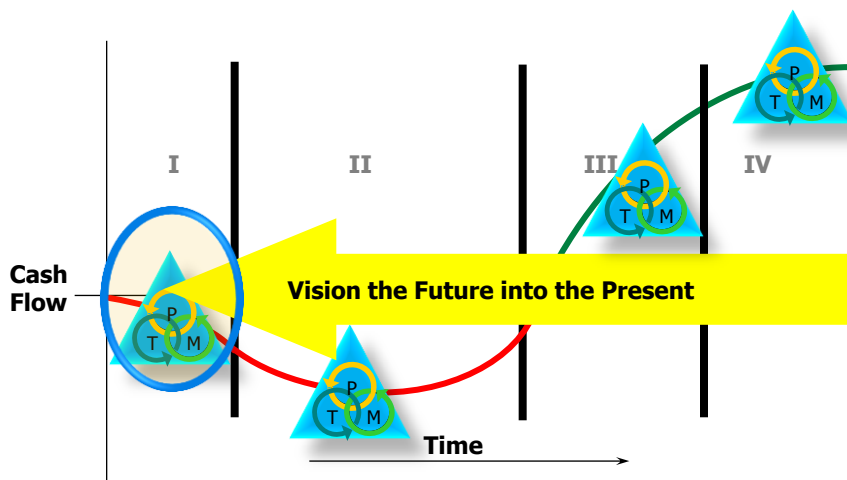 P
T M
I
II
III
IV
P
T M
Cash
Flow
Vision the Future into the Present
P
T M
P
T M
Time